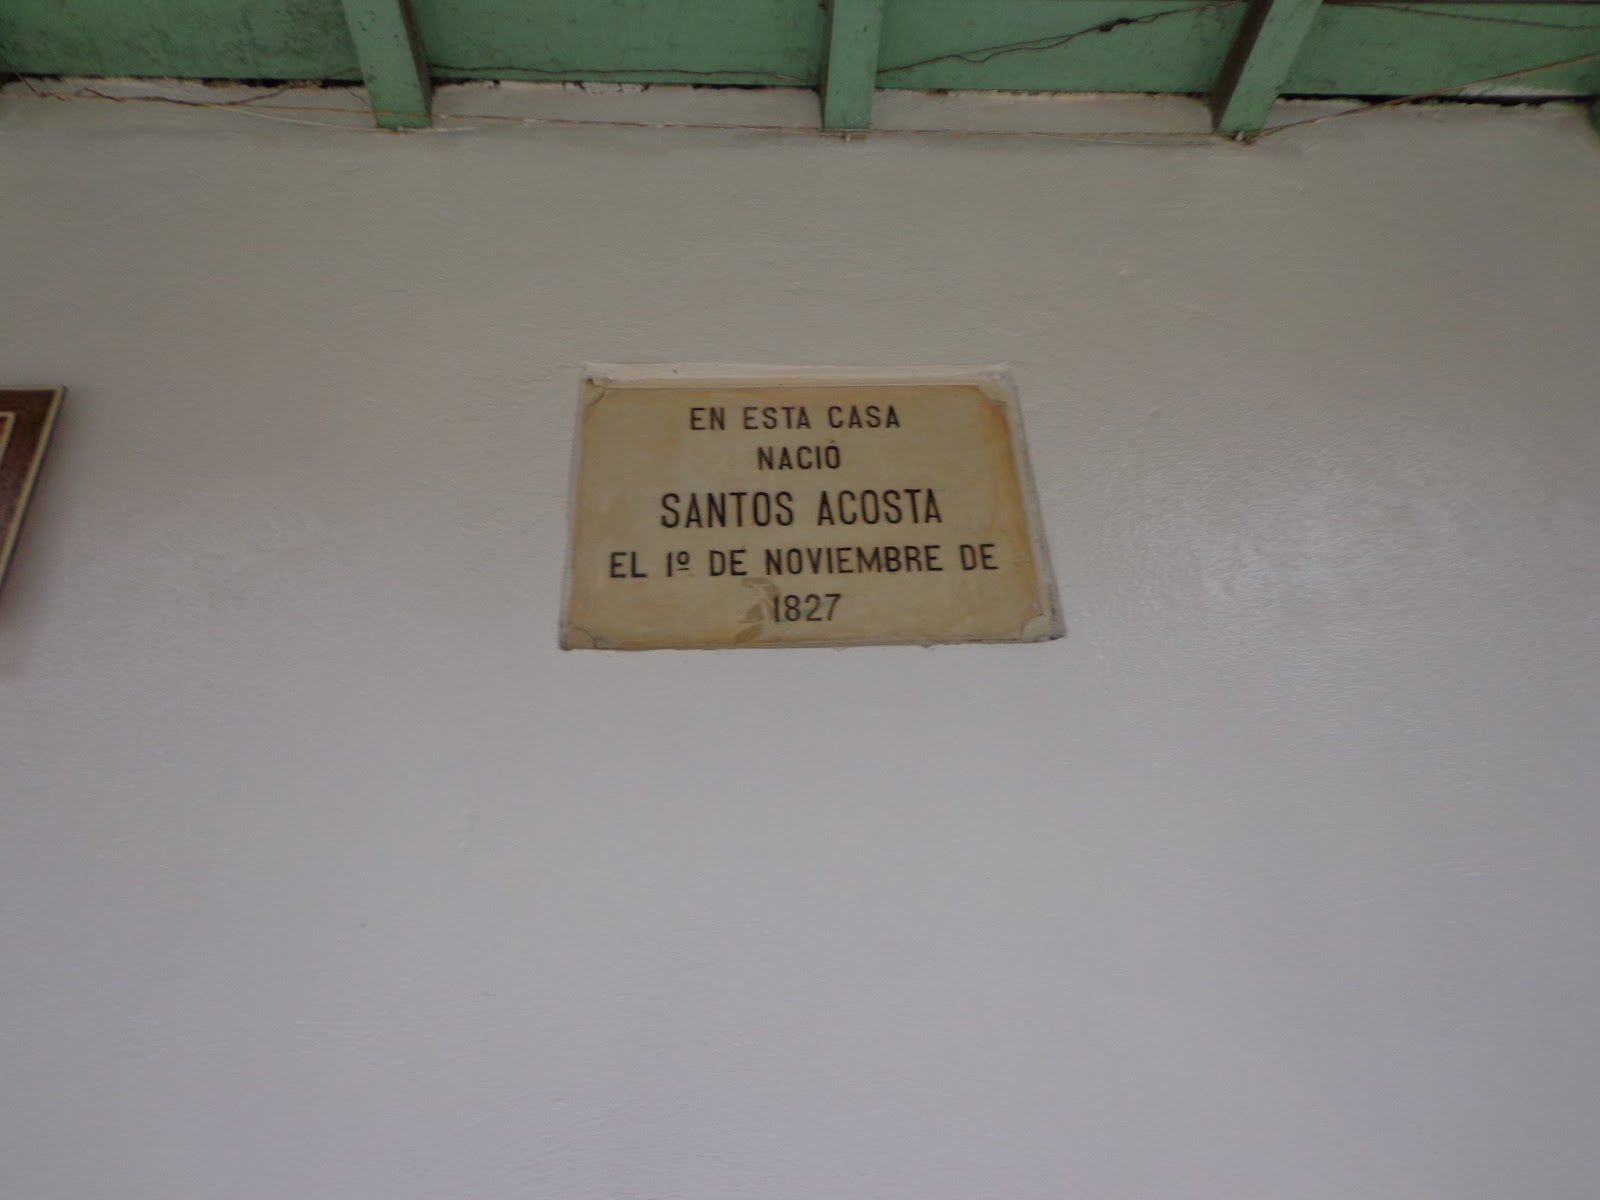 EN ESTA CASA
NACIÓ
SANTOS ACOSTA
EL 1º DE NOVIEMBRE DE
1827